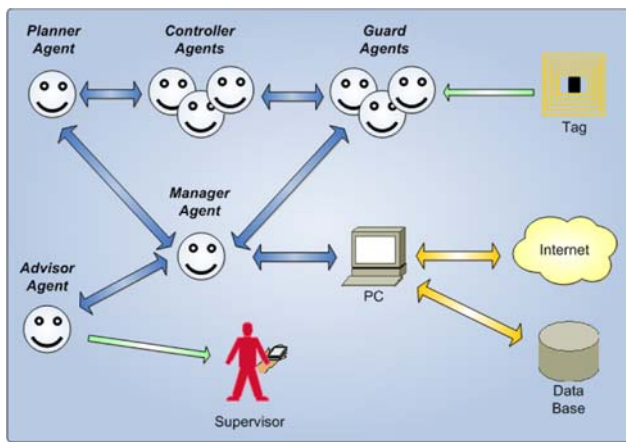 Planner
Agent
Controller
Agents
Guard
Agents
Tag
Manager
Agent
Advisor
Agent
PC
Internet
Supervisor
Data
Base